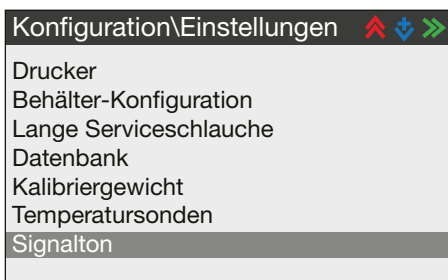 Konfiguration\Einstellungen
Drucker
Behälter-Konfiguration
Lange Serviceschlauche
Datenbank
Kalibriergewicht
Temperatursonden
Signalton